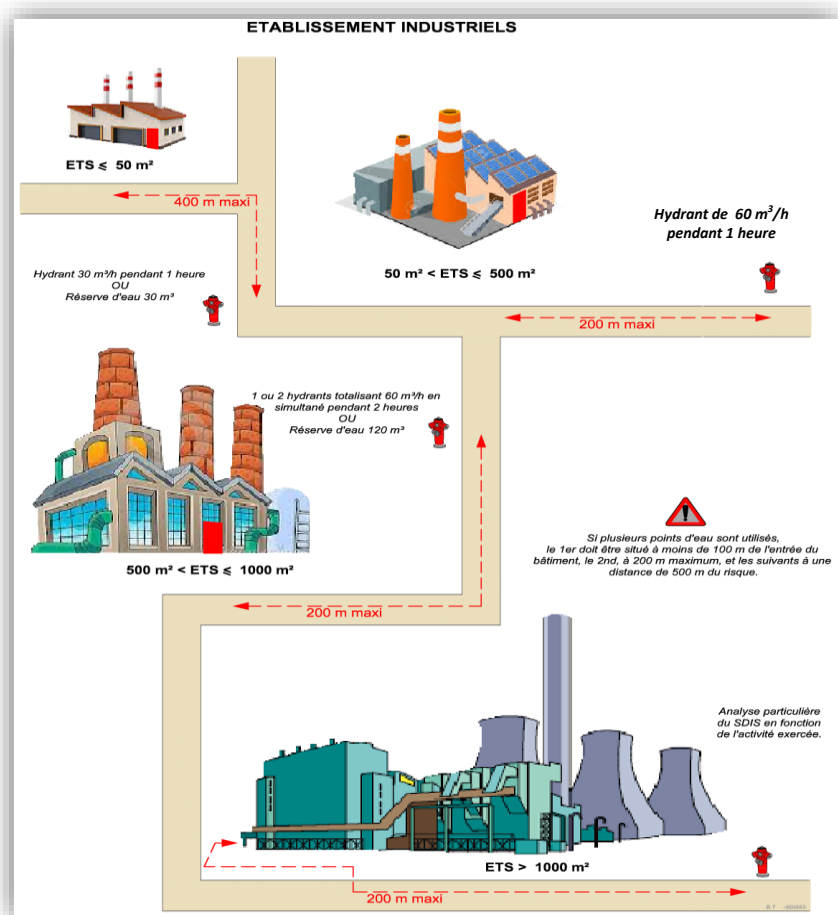 ETABLISSEMENT INDUSTRIELS
ETS ⩽ 50 m²
400 m maxi
50 m² < ETS ⩽ 500 m²
Hydrant de 60 m³/h
pendant 1 heure
Hydrant 30 m³/h pendant 1 heure
OU
Réserve d'eau 30 m³
200 m maxi
1 ou 2 hydrants totalisant 60 m³/h en
simultané pendant 2 heures
OU
Réserve d'eau 120 m³
500 m² < ETS ⩽ 1000 m²
Si plusieurs points d'eau sont utilisés,
le 1er doit être situé à moins de 100 m de l'entrée du
bâtiment, le 2nd, à 200 m maximum, et les suivants à une
distance de 500 m du risque.
200 m maxi
Analyse particulière
du SDIS en fonction
de l'activité exercée.
ETS > 1000 m²
200 m maxi